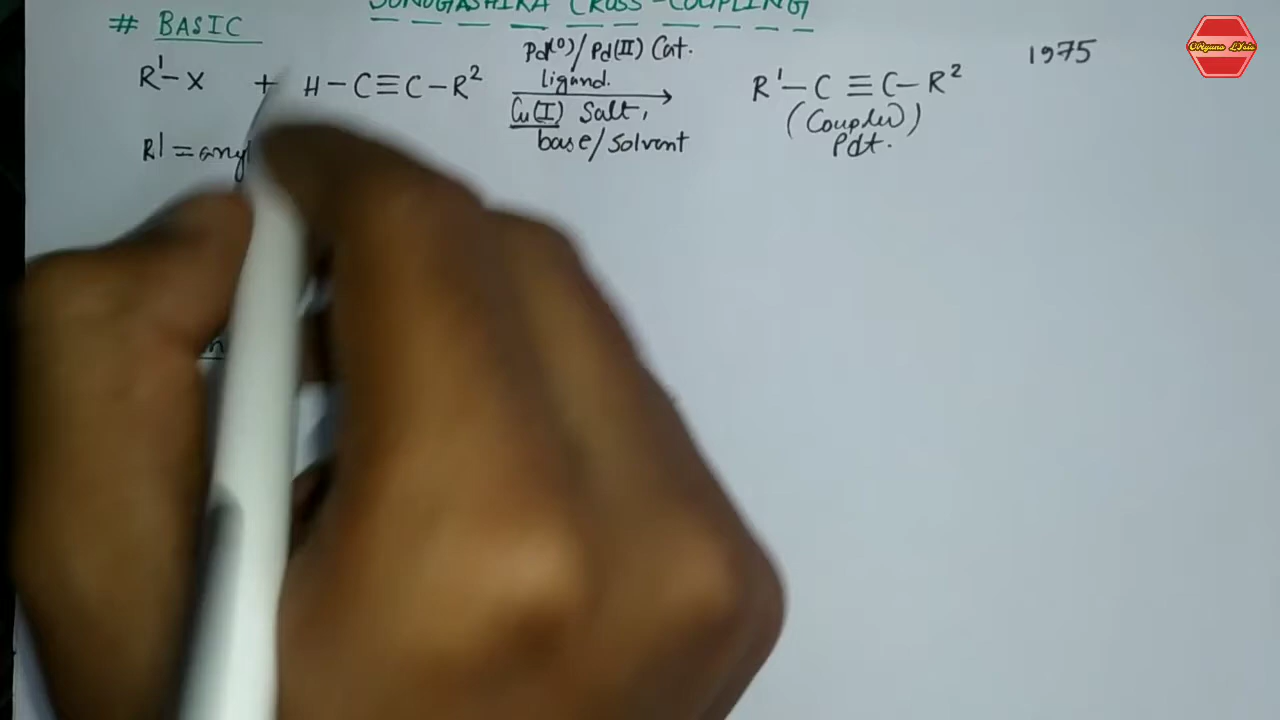 SONOGASHIRA CROSS-COUPLING
# BASIC
1975
R¹-X + H-C≡C-R²
Pd(0)/Pd(II) Cat.
ligand.
Cu(I) Salt,
base/Solvent
R¹-C≡C-R²
(Coupled)
Pdt.
R¹ = aryl